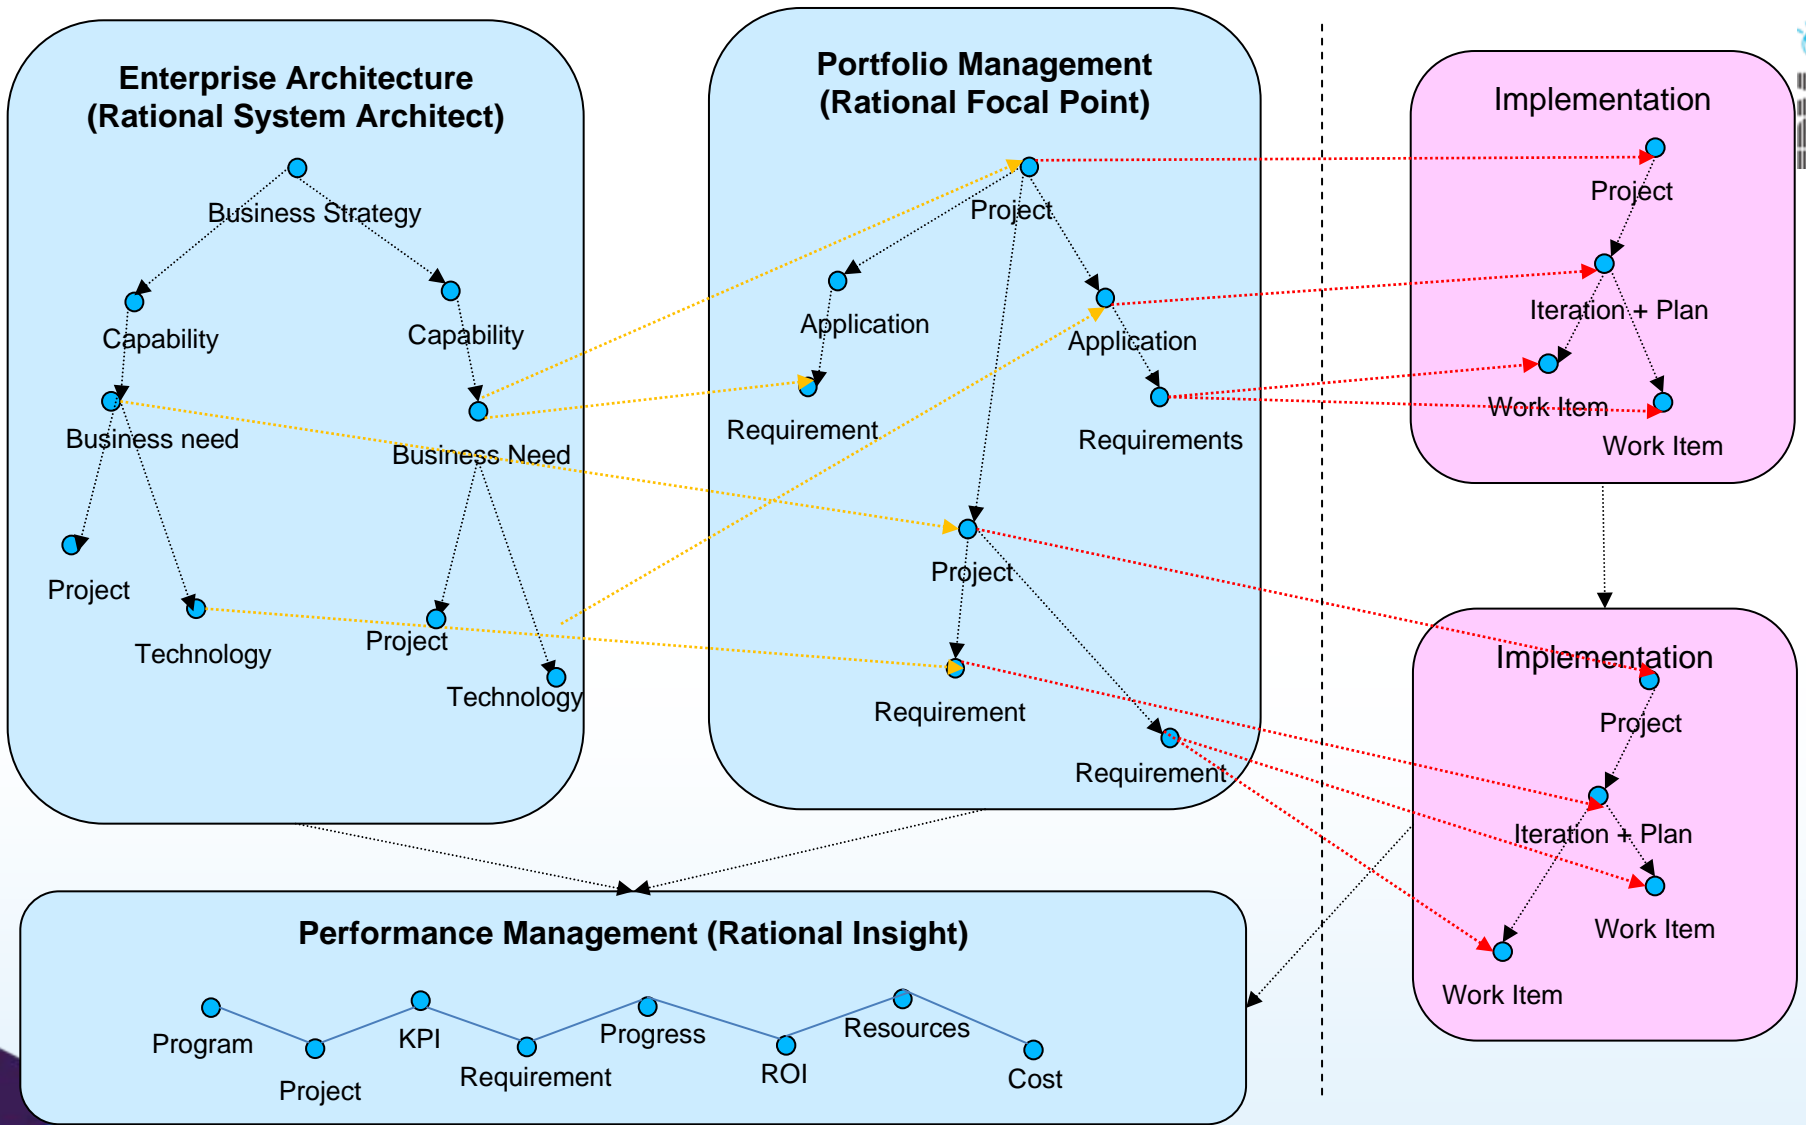 Enterprise Architecture
(Rational System Architect)
Business Strategy
Capability
Capability
Business need
Business Need
Project
Technology
Project
Technology
Portfolio Management
(Rational Focal Point)
Project
Application
Application
Requirement
Requirements
Project
Requirement
Requirement
Implementation
Project
Iteration + Plan
Work Item
Work Item
Implementation
Project
Iteration + Plan
Work Item
Work Item
Performance Management (Rational Insight)
Program
Project
KPI
Requirement
Progress
ROI
Resources
Cost